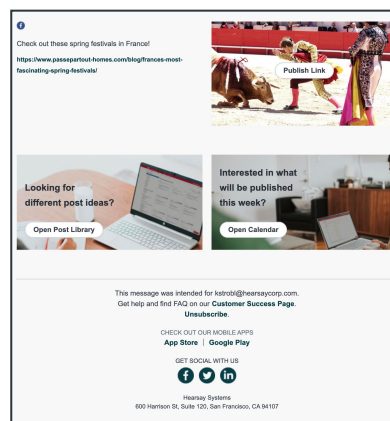 Check out these spring festivals in France!
https://www.passepartout-homes.com/blog/frances-most-
fascinating-spring-festivals/
Publish Link
Looking for
different post ideas?
Open Post Library
Interested in what
will be published
this week?
Open Calendar
This message was intended for kstrobl@hearsaycorp.com.
Get help and find FAQ on our Customer Success Page.
Unsubscribe.
CHECK OUT OUR MOBILE APPS
App Store | Google Play
GET SOCIAL WITH US
Hearsay Systems
600 Harrison St, Suite 120, San Francisco, CA 94107